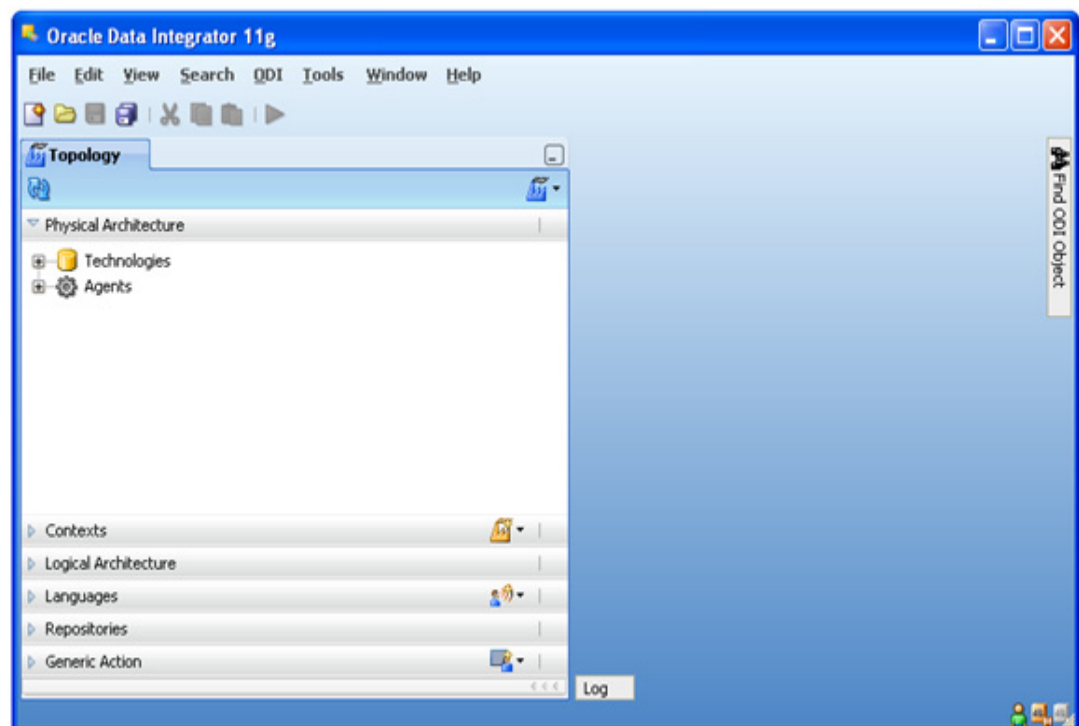 Oracle Data Integrator 11g
File Edit View Search ODI Tools Window Help
Topology
Find ODI Object
Physical Architecture
Technologies
Agents
Contexts
Logical Architecture
Languages
Repositories
Generic Action
Log